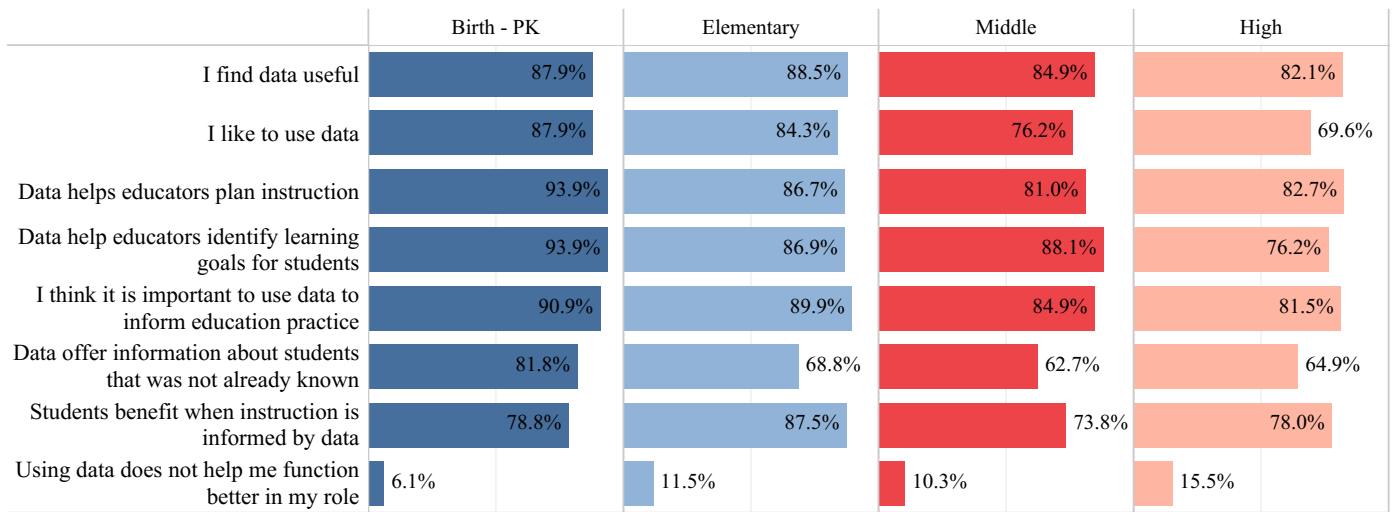 Birth - PK Elementary Middle High
I find data useful 87.9% 88.5% 84.9% 82.1%
I like to use data 87.9% 84.3% 76.2% 69.6%
Data helps educators plan instruction 93.9% 86.7% 81.0% 82.7%
Data help educators identify learning
goals for students 93.9% 86.9% 88.1% 76.2%
I think it is important to use data to
inform education practice 90.9% 89.9% 84.9% 81.5%
Data offer information about students
that was not already known 81.8% 68.8% 62.7% 64.9%
Students benefit when instruction is
informed by data 78.8% 87.5% 73.8% 78.0%
Using data does not help me function
better in my role 6.1% 11.5% 10.3% 15.5%